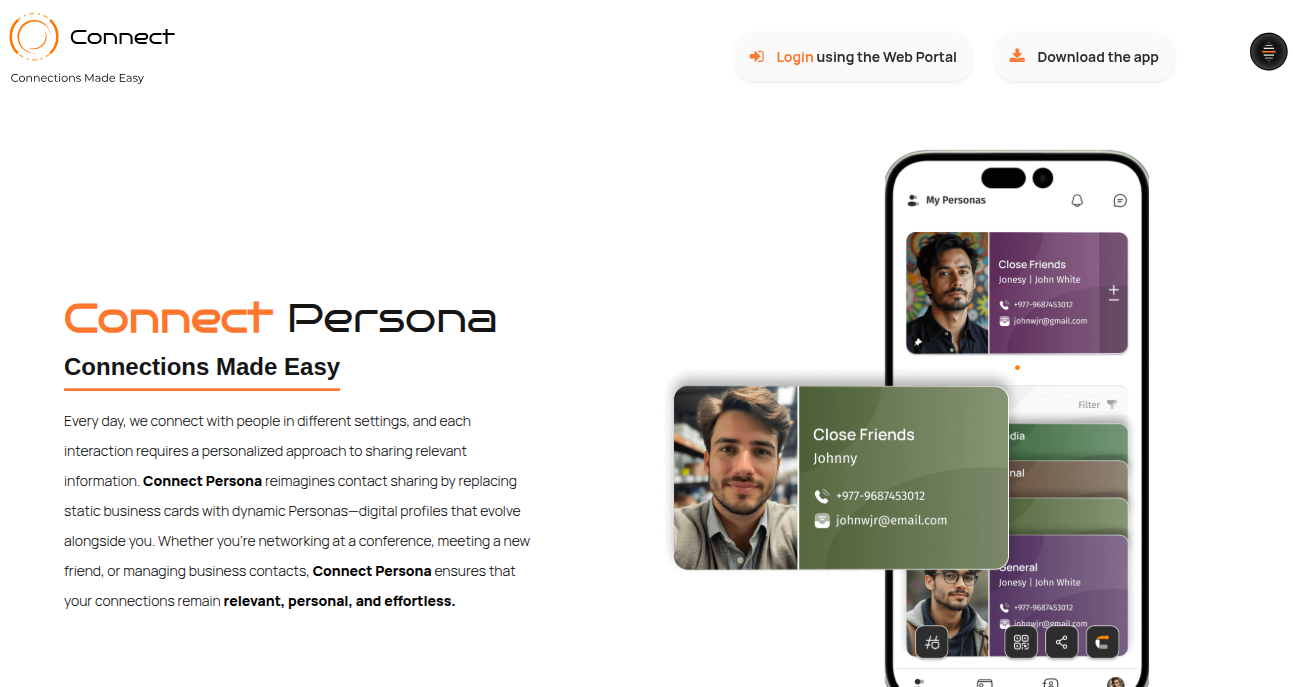 Connect
Connections Made Easy
Login using the Web Portal
Download the app
Connect Persona
Connections Made Easy
Every day, we connect with people in different settings, and each
interaction requires a personalized approach to sharing relevant
information. Connect Persona reimagines contact sharing by replacing
static business cards with dynamic Personas—digital profiles that evolve
alongside you. Whether you're networking at a conference, meeting a new
friend, or managing business contacts, Connect Persona ensures that
your connections remain relevant, personal, and effortless.
My Personas
Close Friends
Jonesy | John White
+977-9687453012
johnwjr@gmail.com
Filter
Close Friends
Johnny
+977-9687453012
johnwjr@email.com
dia
nal
General
Jonesy | John White
+977-9687453012
johnwjr@gmail.com